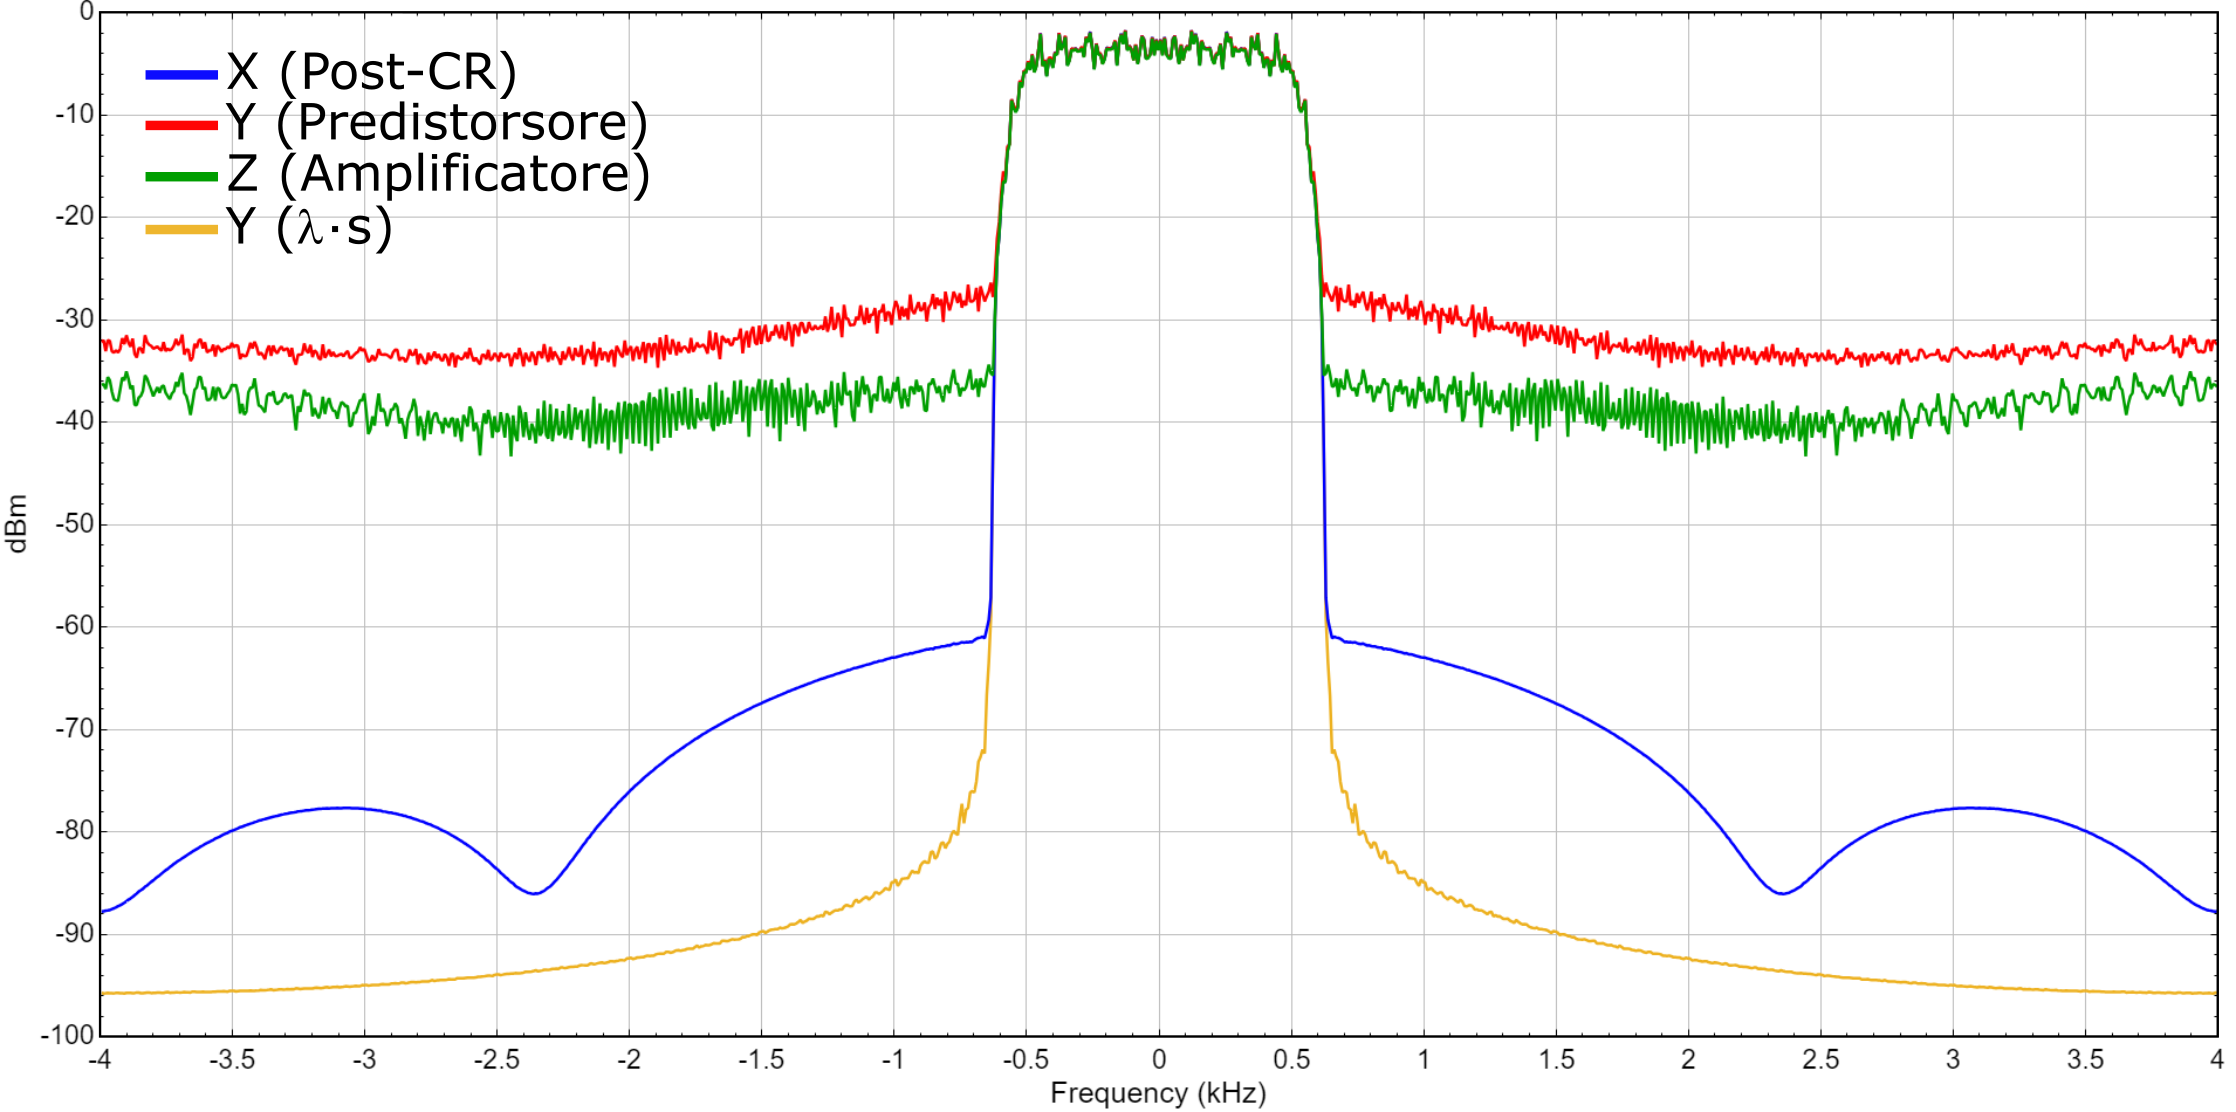 0
-10
-20
-30
-40
-50
-60
-70
-80
-90
-100
dBm
X (Post-CR)
Y (Predistorsore)
Z (Amplificatore)
Y (λ·s)
-4 -3.5 -3 -2.5 -2 -1.5 -1 -0.5 0 0.5 1 1.5 2 2.5 3 3.5 4
Frequency (kHz)